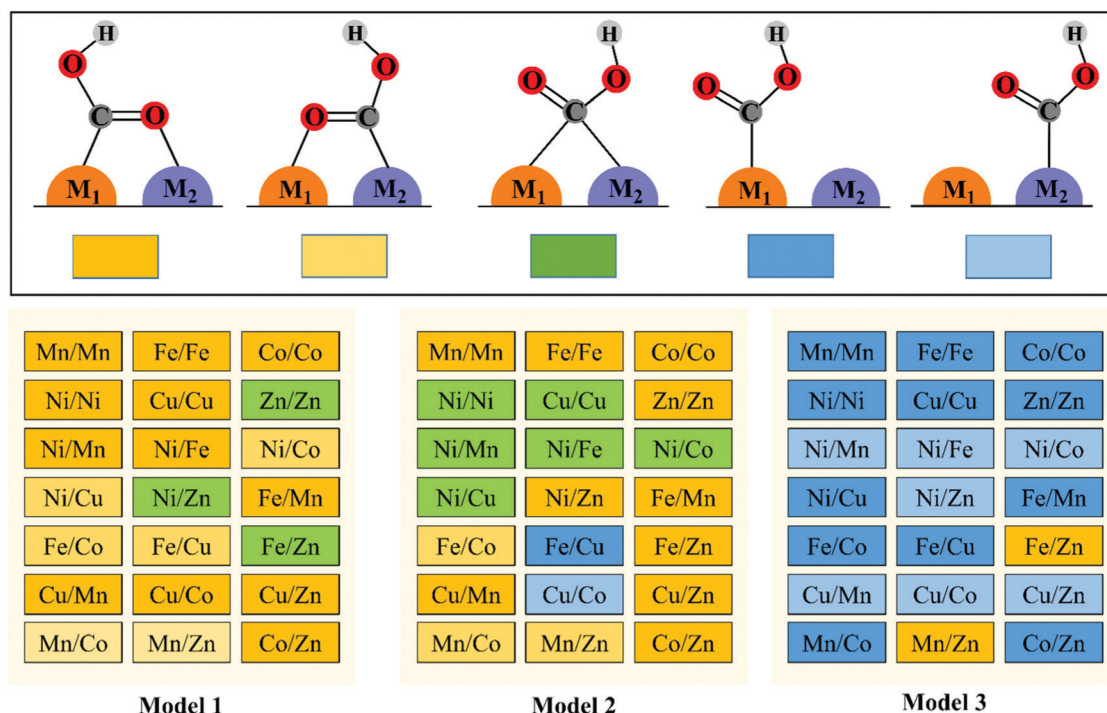 H H H H H
O O O O O O O O O O
C C C C C
M₁ M₂ M₁ M₂ M₁ M₂ M₁ M₂ M₁ M₂
Mn/Mn Fe/Fe Co/Co
Ni/Ni Cu/Cu Zn/Zn
Ni/Mn Ni/Fe Ni/Co
Ni/Cu Ni/Zn Fe/Mn
Fe/Co Fe/Cu Fe/Zn
Cu/Mn Cu/Co Cu/Zn
Mn/Co Mn/Zn Co/Zn
Model 1
Mn/Mn Fe/Fe Co/Co
Ni/Ni Cu/Cu Zn/Zn
Ni/Mn Ni/Fe Ni/Co
Ni/Cu Ni/Zn Fe/Mn
Fe/Co Fe/Cu Fe/Zn
Cu/Mn Cu/Co Cu/Zn
Mn/Co Mn/Zn Co/Zn
Model 2
Mn/Mn Fe/Fe Co/Co
Ni/Ni Cu/Cu Zn/Zn
Ni/Mn Ni/Fe Ni/Co
Ni/Cu Ni/Zn Fe/Mn
Fe/Co Fe/Cu Fe/Zn
Cu/Mn Cu/Co Cu/Zn
Mn/Co Mn/Zn Co/Zn
Model 3